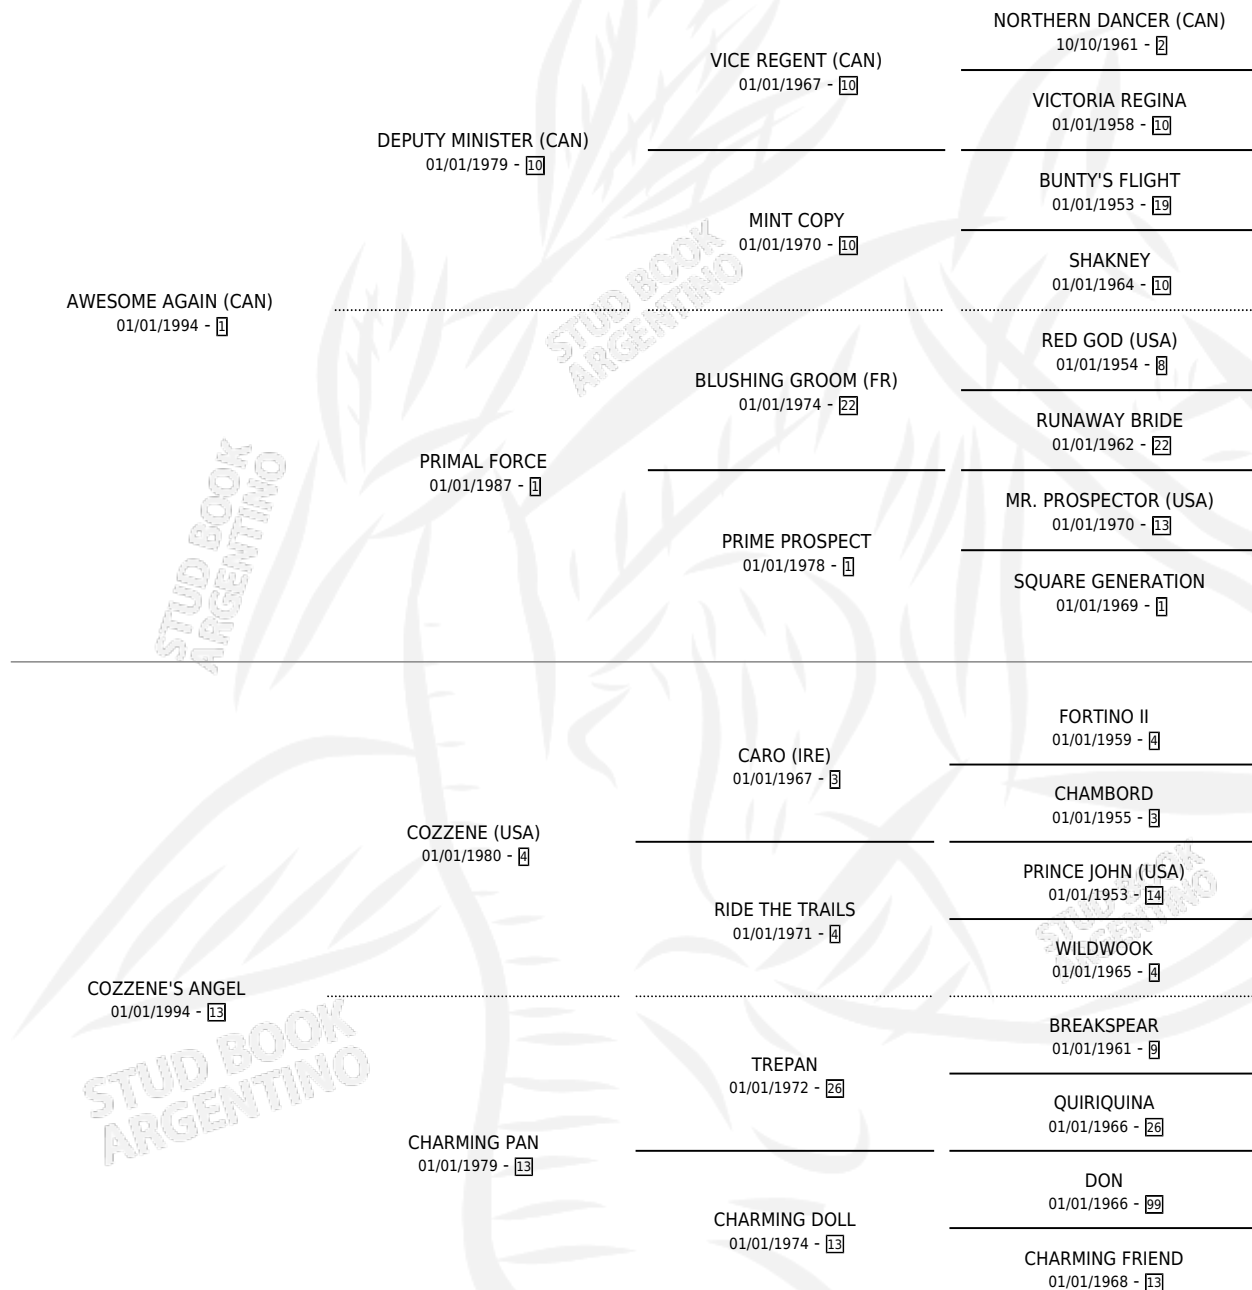 NORTHERN DANCER (CAN)
10/10/1961 - 2
VICE REGENT (CAN)
01/01/1967 - 10
VICTORIA REGINA
01/01/1958 - 10
DEPUTY MINISTER (CAN)
01/01/1979 - 10
BUNTY'S FLIGHT
01/01/1953 - 19
MINT COPY
01/01/1970 - 10
SHAKNEY
01/01/1964 - 10
AWESOME AGAIN (CAN)
01/01/1994 - 1
STUD BOOK
ARGENTINO
RED GOD (USA)
01/01/1954 - 8
BLUSHING GROOM (FR)
01/01/1974 - 22
RUNAWAY BRIDE
01/01/1962 - 22
PRIMAL FORCE
01/01/1987 - 1
MR. PROSPECTOR (USA)
01/01/1970 - 13
PRIME PROSPECT
01/01/1978 - 1
SQUARE GENERATION
01/01/1969 - 1
STUD BOOK
ARGENTINO
FORTINO II
01/01/1959 - 4
CARO (IRE)
01/01/1967 - 3
CHAMBORD
01/01/1955 - 3
COZZENE (USA)
01/01/1980 - 4
PRINCE JOHN (USA)
01/01/1953 - 14
STUD BOOK
ARGENTINO
RIDE THE TRAILS
01/01/1971 - 4
WILDWOOK
01/01/1965 - 4
COZZENE'S ANGEL
01/01/1994 - 13
STUD BOOK
ARGENTINO
BREAKSPEAR
01/01/1961 - 9
TREPAN
01/01/1972 - 26
QUIRIQUINA
01/01/1966 - 26
CHARMING PAN
01/01/1979 - 13
DON
01/01/1966 - 99
CHARMING DOLL
01/01/1974 - 13
CHARMING FRIEND
01/01/1968 - 13